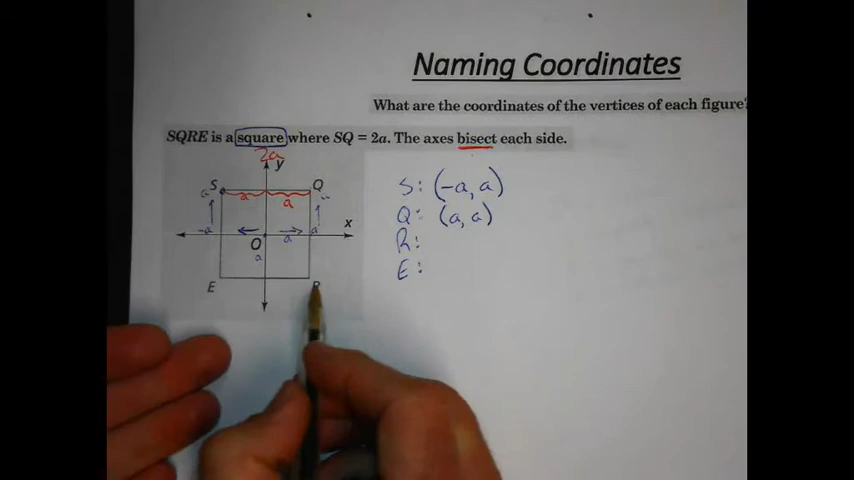 Naming Coordinates
What are the coordinates of the vertices of each figure?
SQRE is a square where SQ = 2a. The axes bisect each side.
2a
y
S
Q
a
a
a
S: (-a, a)
Q: (a, a)
R:
E:
x
-a
a
a
O
a
E
R